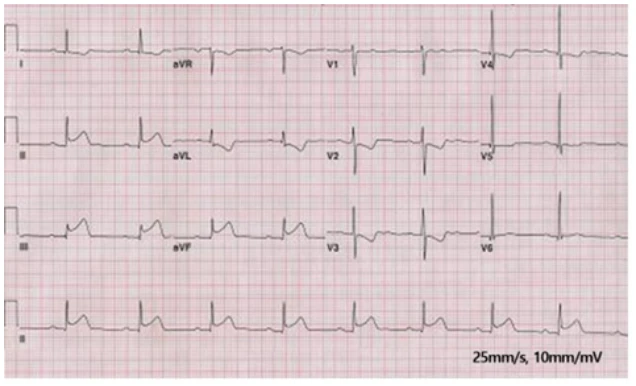 I aVR V1 V4
II aVL V2 V5
III aVF V3 V6
II
25mm/s, 10mm/mV